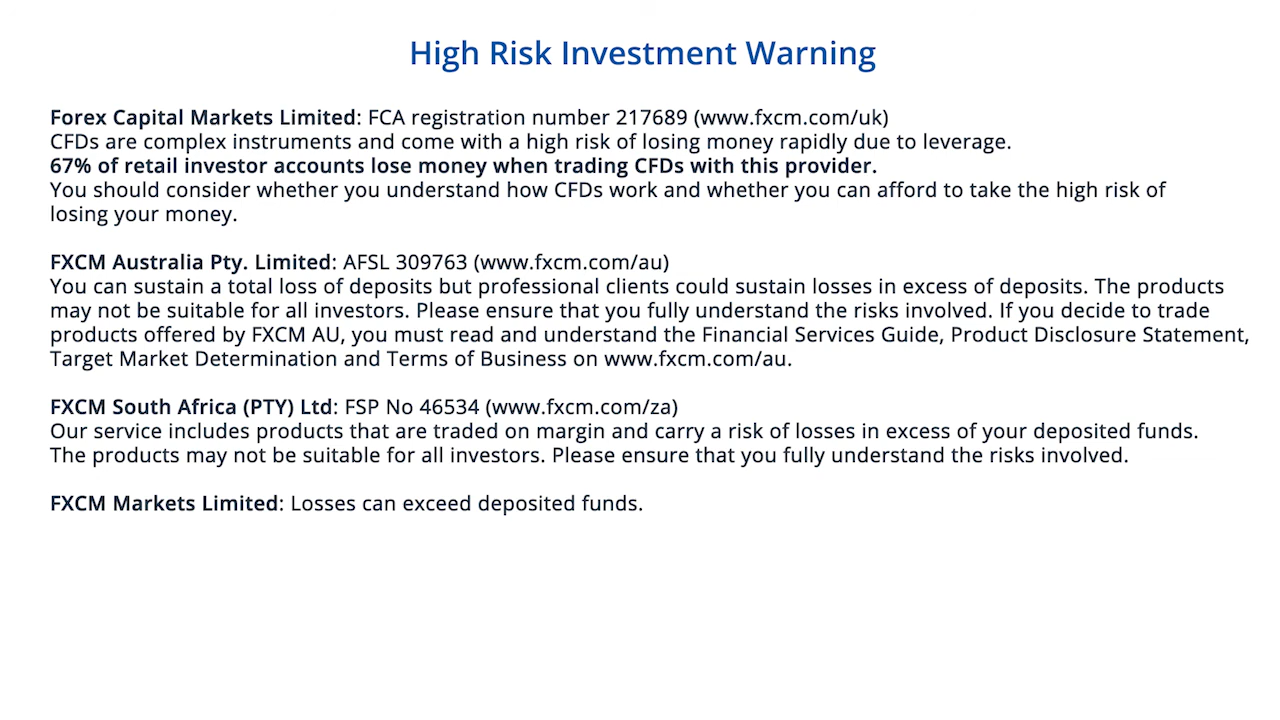 High Risk Investment Warning
Forex Capital Markets Limited: FCA registration number 217689 (www.fxcm.com/uk)
CFDs are complex instruments and come with a high risk of losing money rapidly due to leverage.
67% of retail investor accounts lose money when trading CFDs with this provider.
You should consider whether you understand how CFDs work and whether you can afford to take the high risk of
losing your money.
FXCM Australia Pty. Limited: AFSL 309763 (www.fxcm.com/au)
You can sustain a total loss of deposits but professional clients could sustain losses in excess of deposits. The products
may not be suitable for all investors. Please ensure that you fully understand the risks involved. If you decide to trade
products offered by FXCM AU, you must read and understand the Financial Services Guide, Product Disclosure Statement,
Target Market Determination and Terms of Business on www.fxcm.com/au.
FXCM South Africa (PTY) Ltd: FSP No 46534 (www.fxcm.com/za)
Our service includes products that are traded on margin and carry a risk of losses in excess of your deposited funds.
The products may not be suitable for all investors. Please ensure that you fully understand the risks involved.
FXCM Markets Limited: Losses can exceed deposited funds.